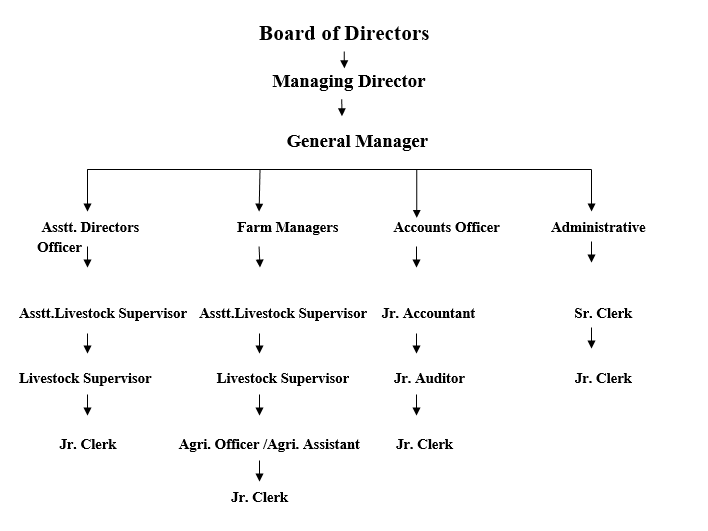 Board of Directors
Managing Director
General Manager
Asstt. Directors Farm Managers Accounts Officer Administrative
Officer
Asstt.Livestock Supervisor Asstt.Livestock Supervisor Jr. Accountant Sr. Clerk
Livestock Supervisor Livestock Supervisor Jr. Auditor Jr. Clerk
Jr. Clerk Agri. Officer /Agri. Assistant Jr. Clerk
Jr. Clerk